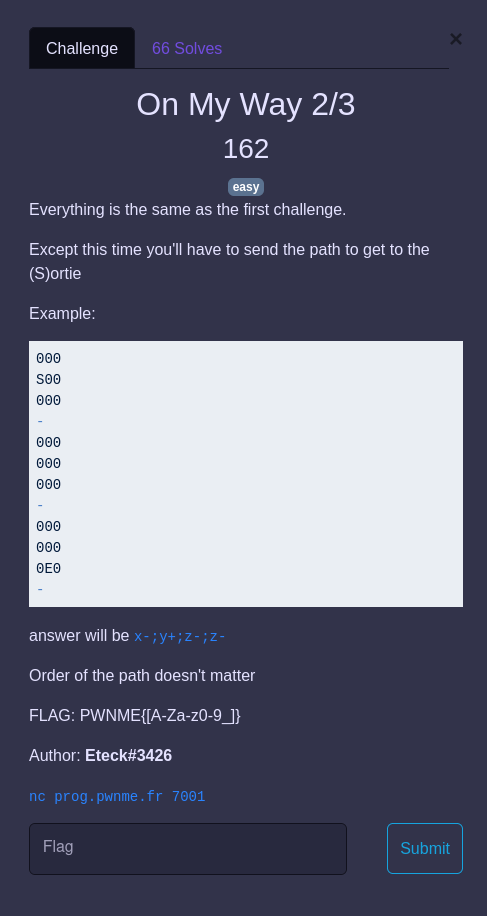 Challenge
66 Solves
×
On My Way 2/3
162
easy
Everything is the same as the first challenge.
Except this time you'll have to send the path to get to the
(S)ortie
Example:
000
S00
000
-
000
000
000
-
000
000
0E0
-
answer will be x-;y+;z-;z-
Order of the path doesn't matter
FLAG: PWNME{[A-Za-z0-9_]}
Author: Eteck#3426
nc prog.pwnme.fr 7001
Flag
Submit